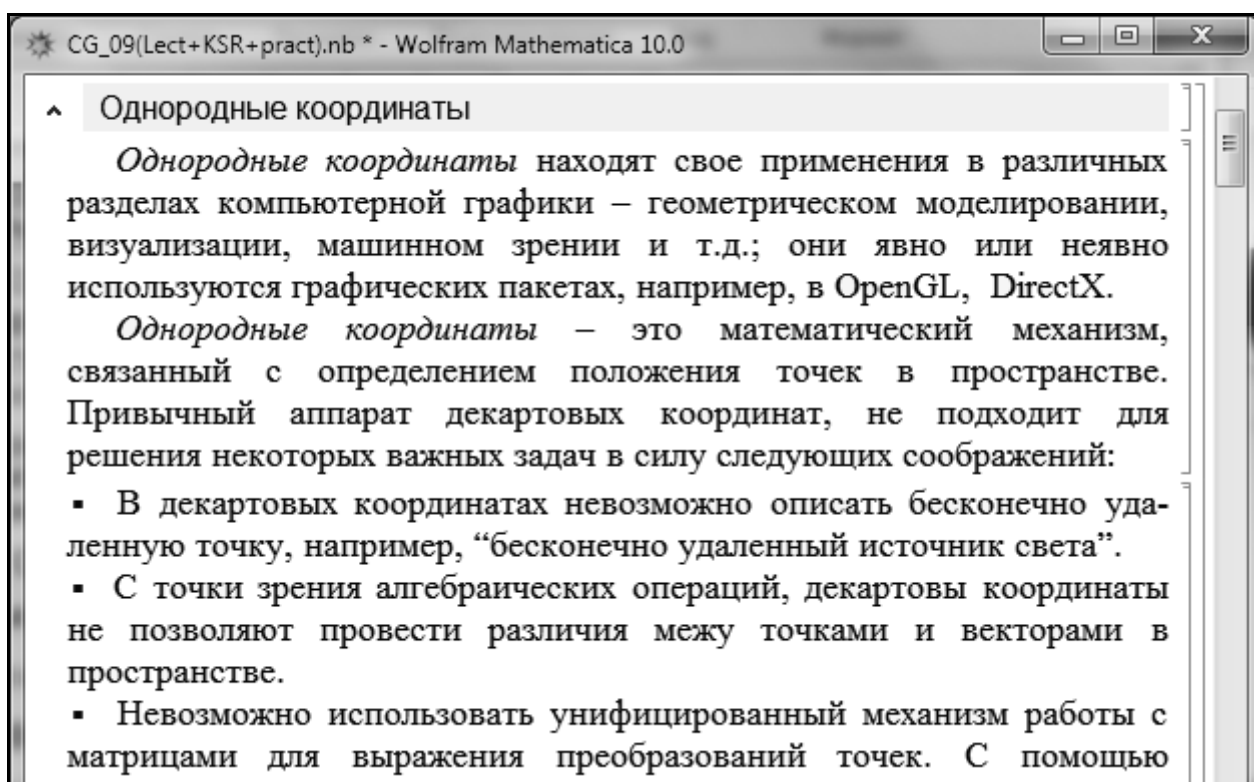 CG_09(Lect+KSR+pract).nb * - Wolfram Mathematica 10.0
Однородные координаты
Однородные координаты находят свое применения в различных
разделах компьютерной графики – геометрическом моделировании,
визуализации, машинном зрении и т.д.; они явно или неявно
используются графических пакетах, например, в OpenGL, DirectX.
Однородные координаты – это математический механизм,
связанный с определением положения точек в пространстве.
Привычный аппарат декартовых координат, не подходит для
решения некоторых важных задач в силу следующих соображений:
▪ В декартовых координатах невозможно описать бесконечно уда-
ленную точку, например, “бесконечно удаленный источник света”.
▪ С точки зрения алгебраических операций, декартовы координаты
не позволяют провести различия межу точками и векторами в
пространстве.
▪ Невозможно использовать унифицированный механизм работы с
матрицами для выражения преобразований точек. С помощью